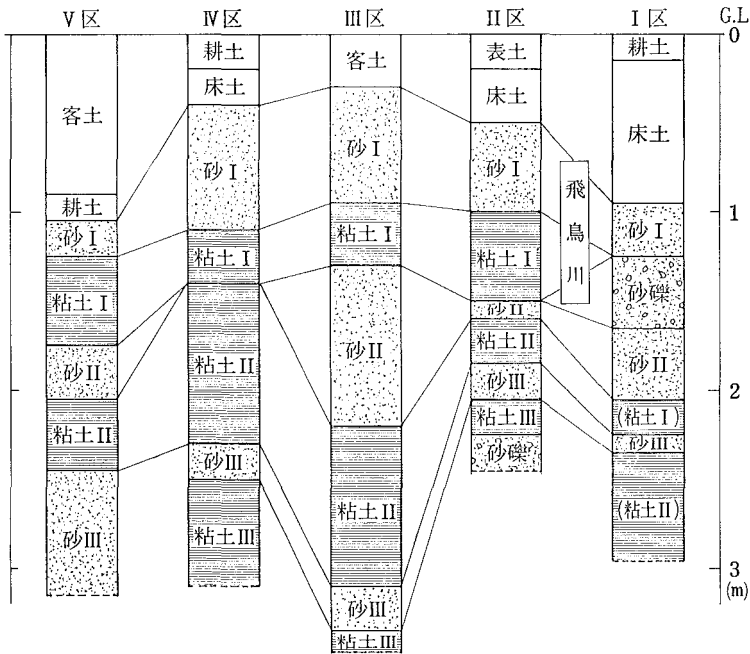 V区 IV区 III区 II区 I区 G.L
0
客土
耕土
砂I
粘土I
砂II
粘土II
砂III
耕土
床土
砂I
粘土I
粘土II
砂III
粘土III
客土
砂I
粘土I
砂II
粘土II
砂III
粘土III
表土
床土
砂I
粘土I
砂II
粘土II
砂III
粘土III
砂礫
飛鳥川
耕土
床土
砂I
砂礫
砂II
(粘土I)
砂III
(粘土II)
1
2
3
(m)